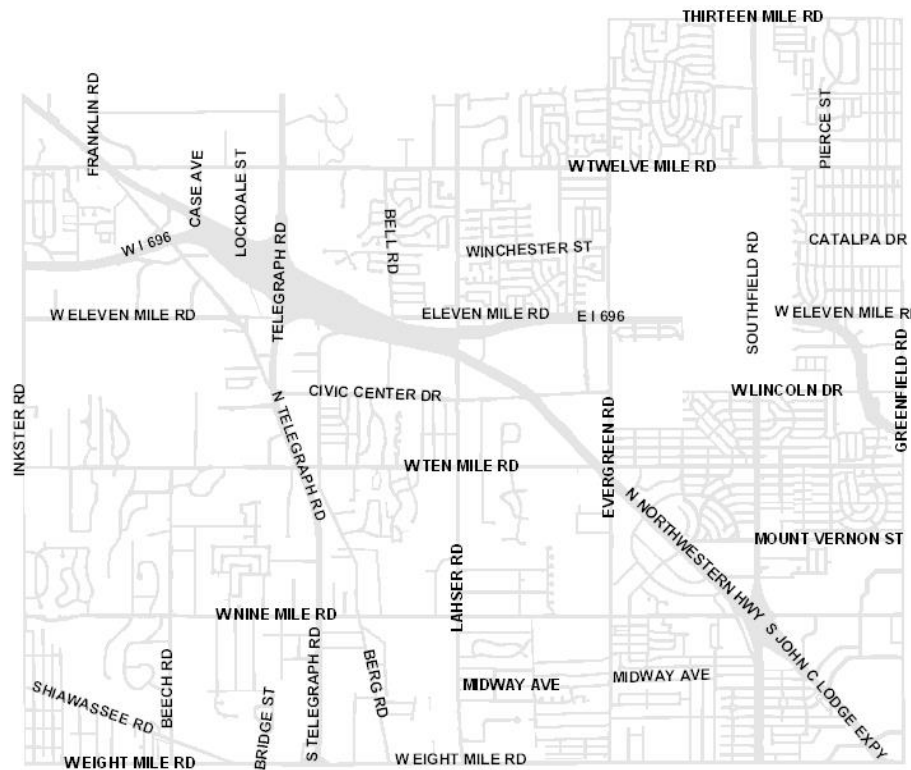 THIRTEEN MILE RD
FRANKLIN RD
PIERCE ST
W TWELVE MILE RD
CASE AVE
LOCKDALE ST
BELL RD
W I 696
WINCHESTER ST
CATALPA DR
TELEGRAPH RD
SOUTHFIELD RD
W ELEVEN MILE RD
ELEVEN MILE RD
E I 696
W ELEVEN MILE RD
GREENFIELD RD
CIVIC CENTER DR
W LINCOLN DR
INKSTER RD
N TELEGRAPH RD
EVERGREEN RD
W TEN MILE RD
N NORTHWESTERN HWY
MOUNT VERNON ST
LAHSER RD
W NINE MILE RD
S JOHN C LODGE EXPY
SHIAWASSEE RD
BEECH RD
BRIDGE ST
S TELEGRAPH RD
BERG RD
MIDWAY AVE
MIDWAY AVE
W EIGHT MILE RD
W EIGHT MILE RD